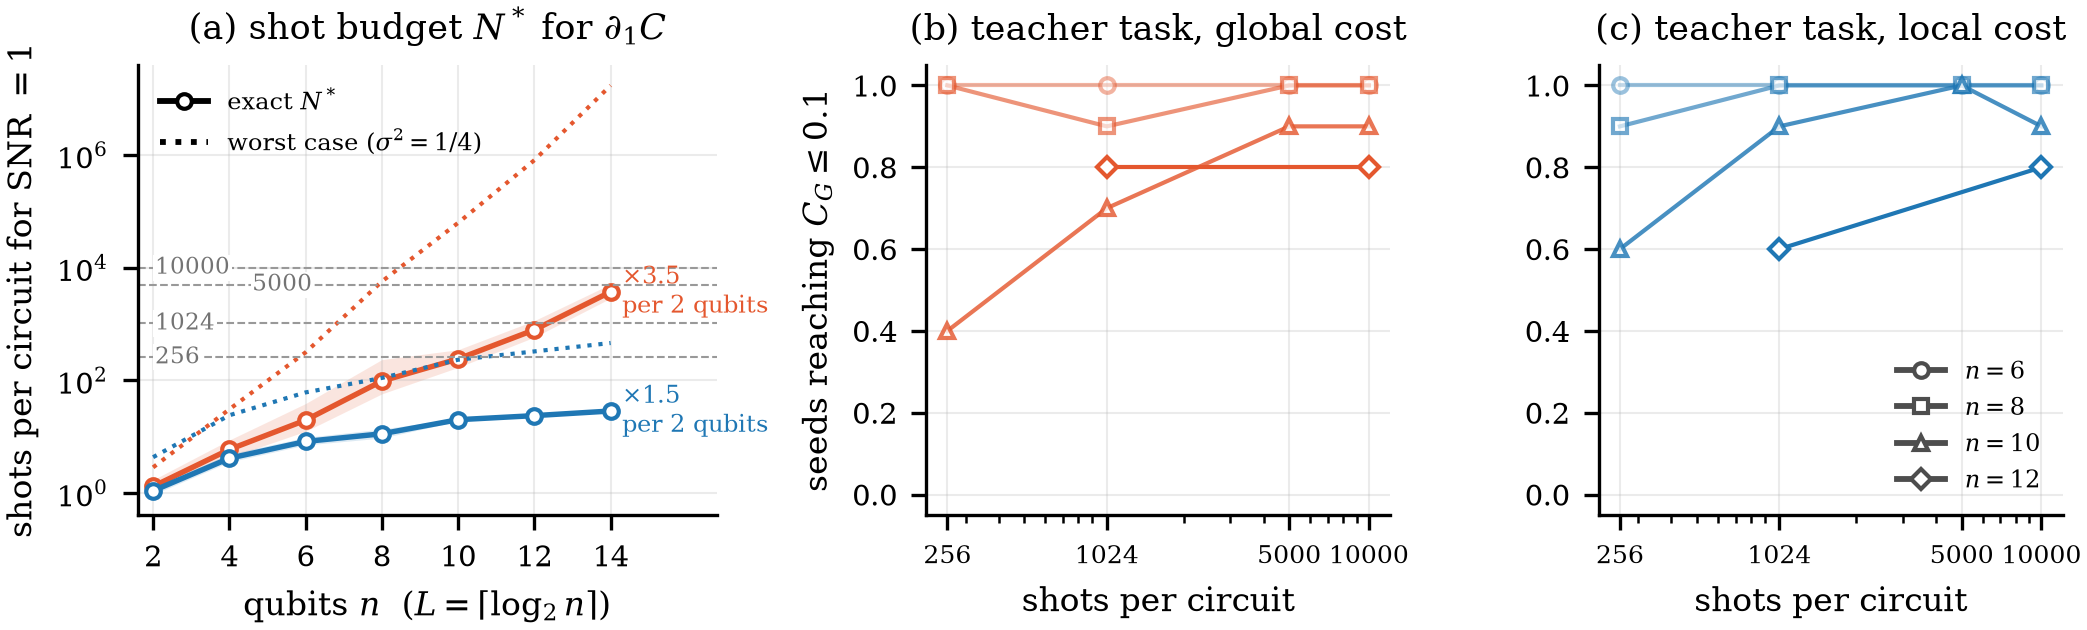 (a) shot budget N* for ∂₁C
shots per circuit for SNR = 1
exact N*
worst case (σ² = 1/4)
10⁶
10⁴
10²
10⁰
10000
5000
1024
256
×3.5
per 2 qubits
×1.5
per 2 qubits
2 4 6 8 10 12 14
qubits n (L = ⌈log₂ n⌉)
(b) teacher task, global cost
seeds reaching C_G ≤ 0.1
1.0
0.8
0.6
0.4
0.2
0.0
256 1024 5000 10000
shots per circuit
(c) teacher task, local cost
1.0
0.8
0.6
0.4
0.2
0.0
n = 6
n = 8
n = 10
n = 12
256 1024 5000 10000
shots per circuit